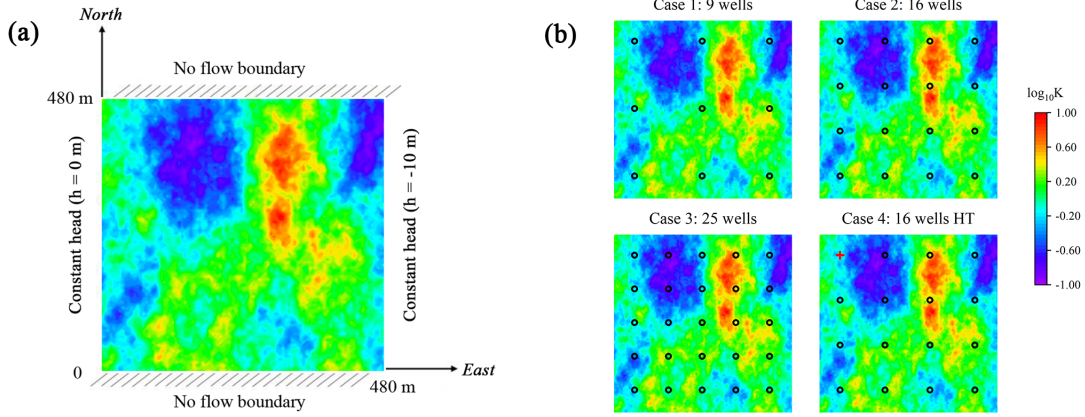 (a)
North
No flow boundary
480 m
Constant head (h = 0 m)
Constant head (h = -10 m)
0
East
480 m
No flow boundary
(b)
Case 1: 9 wells
Case 2: 16 wells
Case 3: 25 wells
Case 4: 16 wells HT
log10K
1.00
0.60
0.20
-0.20
-0.60
-1.00